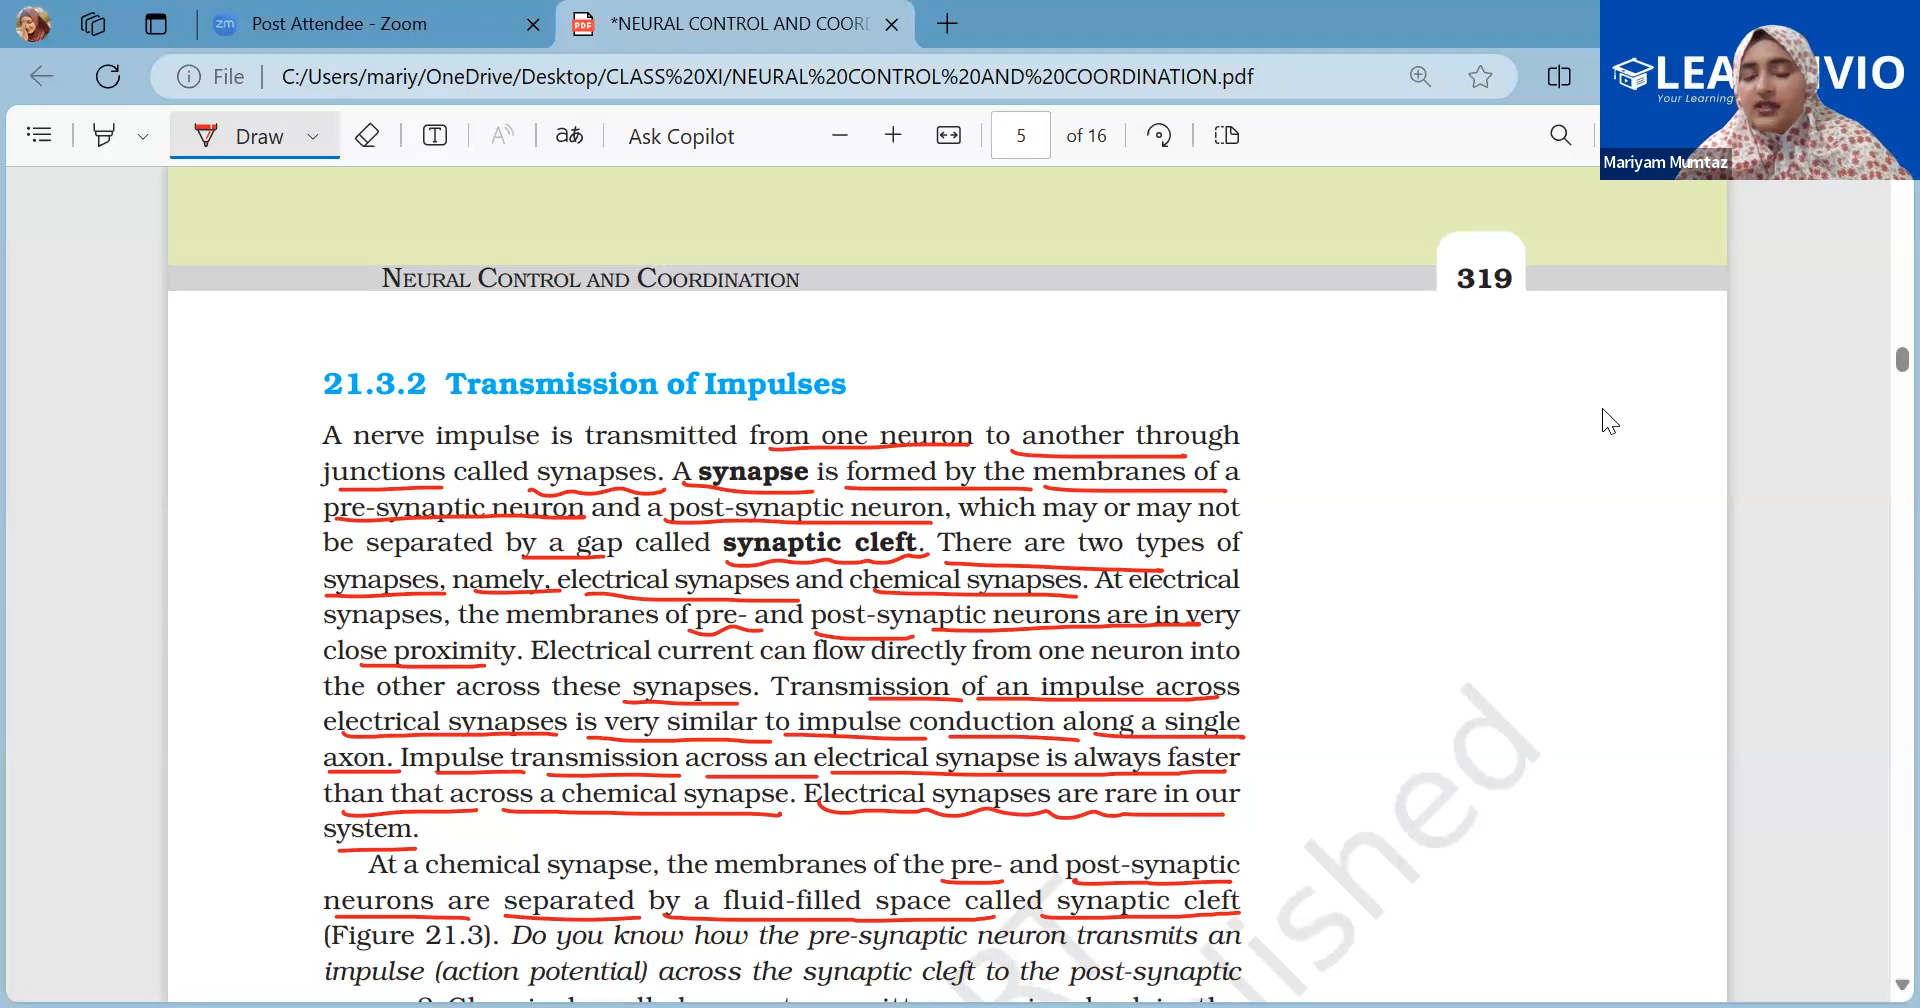 zm Post Attendee - Zoom
PDF *NEURAL CONTROL AND COORD
File C:/Users/mariy/OneDrive/Desktop/CLASS%20XI/NEURAL%20CONTROL%20AND%20COORDINATION.pdf
Draw T A aあ Ask Copilot 5 of 16
LEA VIO
Your Learning
Mariyam Mumtaz
NEURAL CONTROL AND COORDINATION 319
21.3.2 Transmission of Impulses
A nerve impulse is transmitted from one neuron to another through
junctions called synapses. A synapse is formed by the membranes of a
pre-synaptic neuron and a post-synaptic neuron, which may or may not
be separated by a gap called synaptic cleft. There are two types of
synapses, namely, electrical synapses and chemical synapses. At electrical
synapses, the membranes of pre- and post-synaptic neurons are in very
close proximity. Electrical current can flow directly from one neuron into
the other across these synapses. Transmission of an impulse across
electrical synapses is very similar to impulse conduction along a single
axon. Impulse transmission across an electrical synapse is always faster
than that across a chemical synapse. Electrical synapses are rare in our
system.
At a chemical synapse, the membranes of the pre- and post-synaptic
neurons are separated by a fluid-filled space called synaptic cleft
(Figure 21.3). Do you know how the pre-synaptic neuron transmits an
impulse (action potential) across the synaptic cleft to the post-synaptic